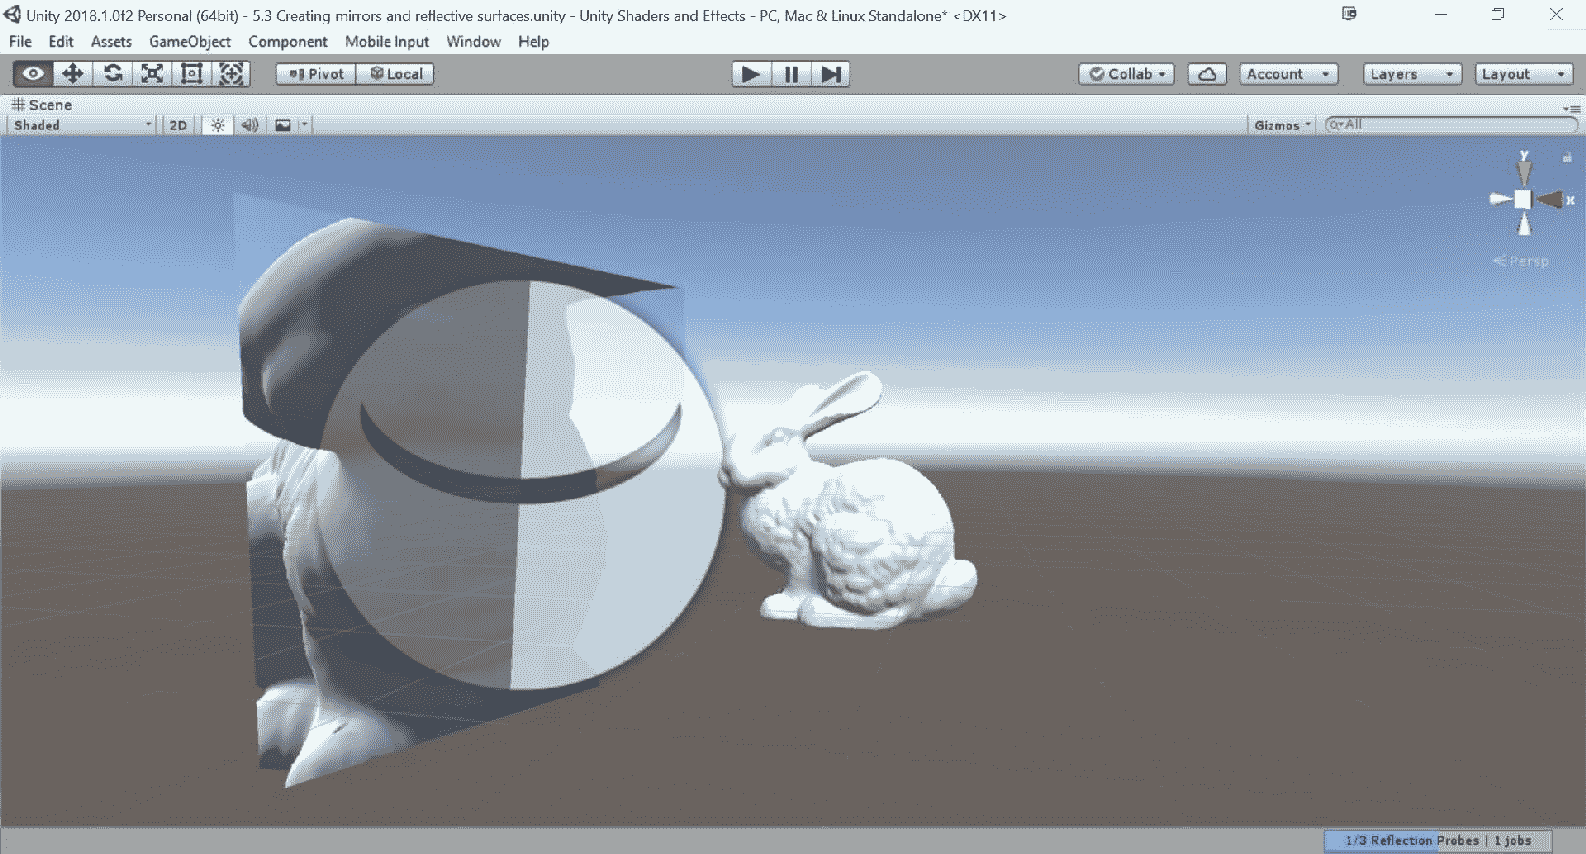 Unity 2018.1.0f2 Personal (64bit) - 5.3 Creating mirrors and reflective surfaces.unity - Unity Shaders and Effects - PC, Mac & Linux Standalone* <DX11>
File Edit Assets GameObject Component Mobile Input Window Help
Pivot Local Collab Account Layers Layout
Scene
Shaded 2D Gizmos All
y
x
Persp
1/3 Reflection Probes | 1 jobs